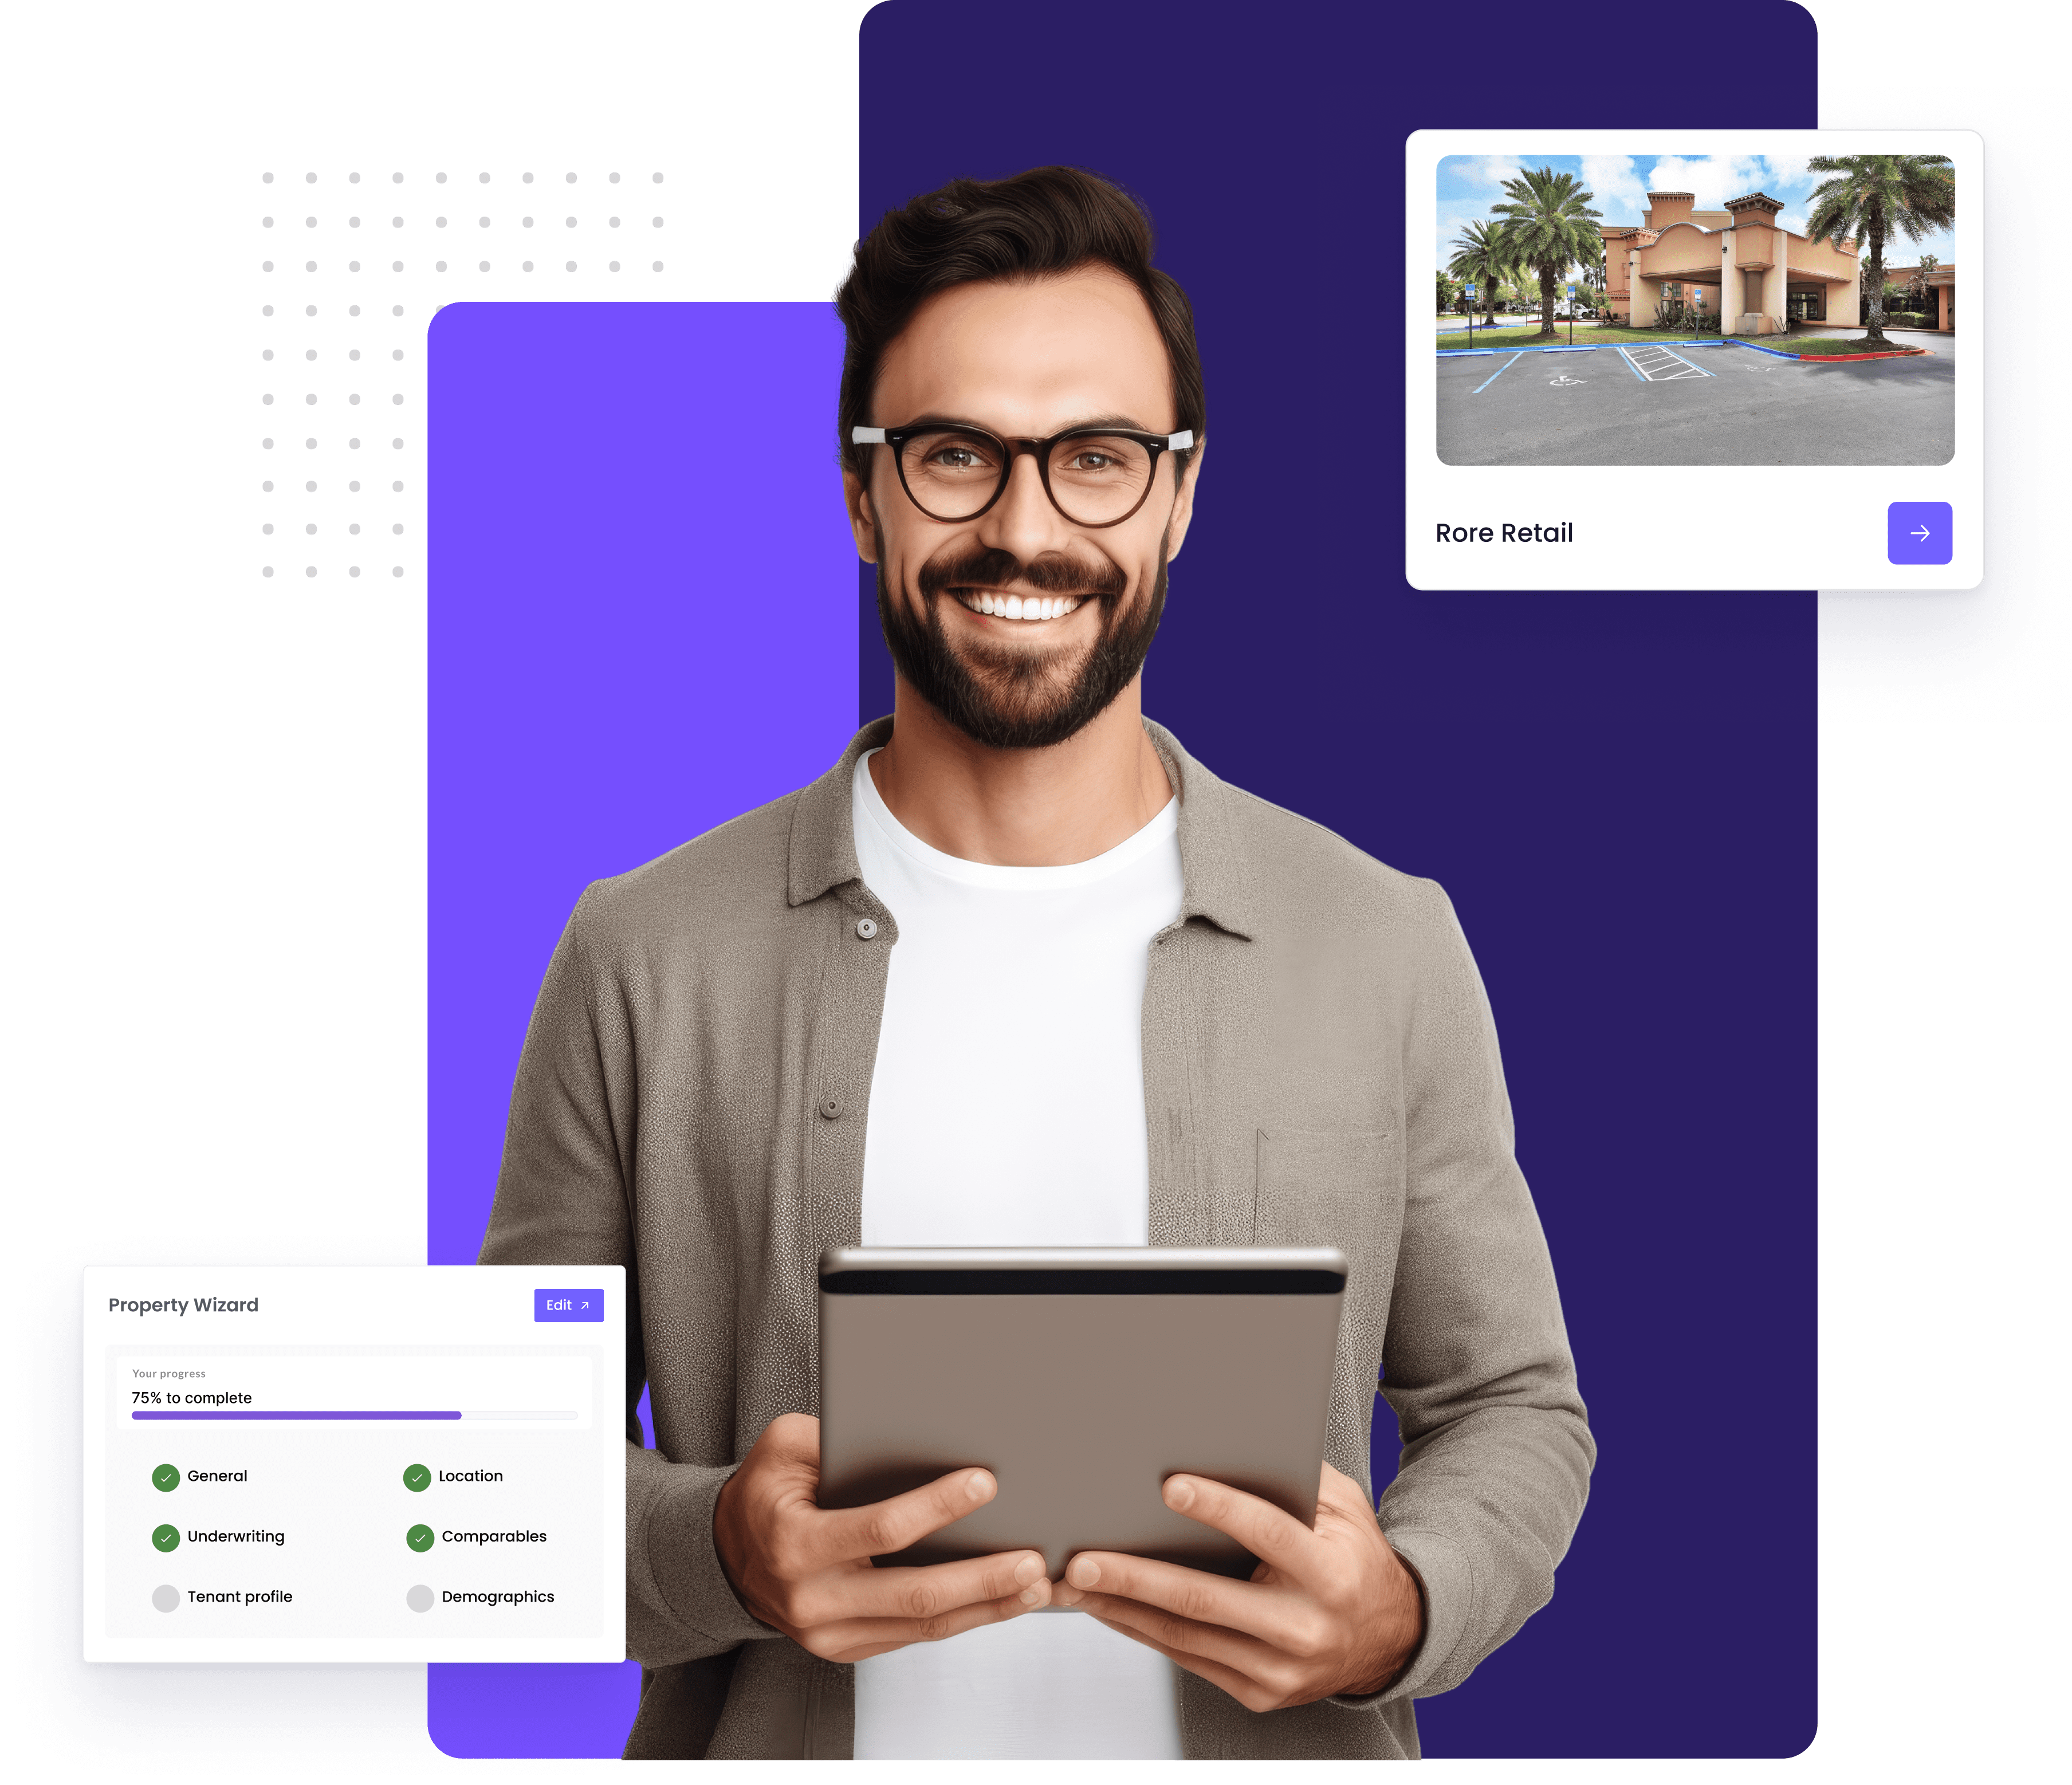 Rore Retail
Property Wizard
Edit
Your progress
75% to complete
General
Location
Underwriting
Comparables
Tenant profile
Demographics